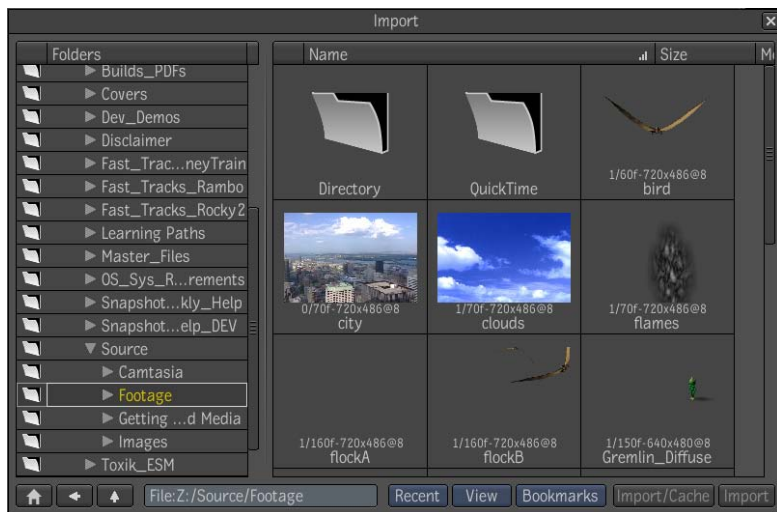 Import
Folders
Name
Size
Builds_PDFs
Covers
Dev_Demos
Disclaimer
Fast_Trac...neyTrain
Fast_Tracks_Rambo
Fast_Tracks_Rocky2
Learning Paths
Master_Files
OS_Sys_R...rements
Snapshot...kly_Help
Snapshot...elp_DEV
Source
Camtasia
Footage
Getting ...d Media
Images
Toxik_ESM
Directory
QuickTime
1/60f-720x486@8
bird
0/70f-720x486@8
city
1/70f-720x486@8
clouds
1/70f-720x486@8
flames
1/160f-720x486@8
flockA
1/160f-720x486@8
flockB
1/150f-640x480@8
Gremlin_Diffuse
File:Z:/Source/Footage
Recent
View
Bookmarks
Import/Cache
Import